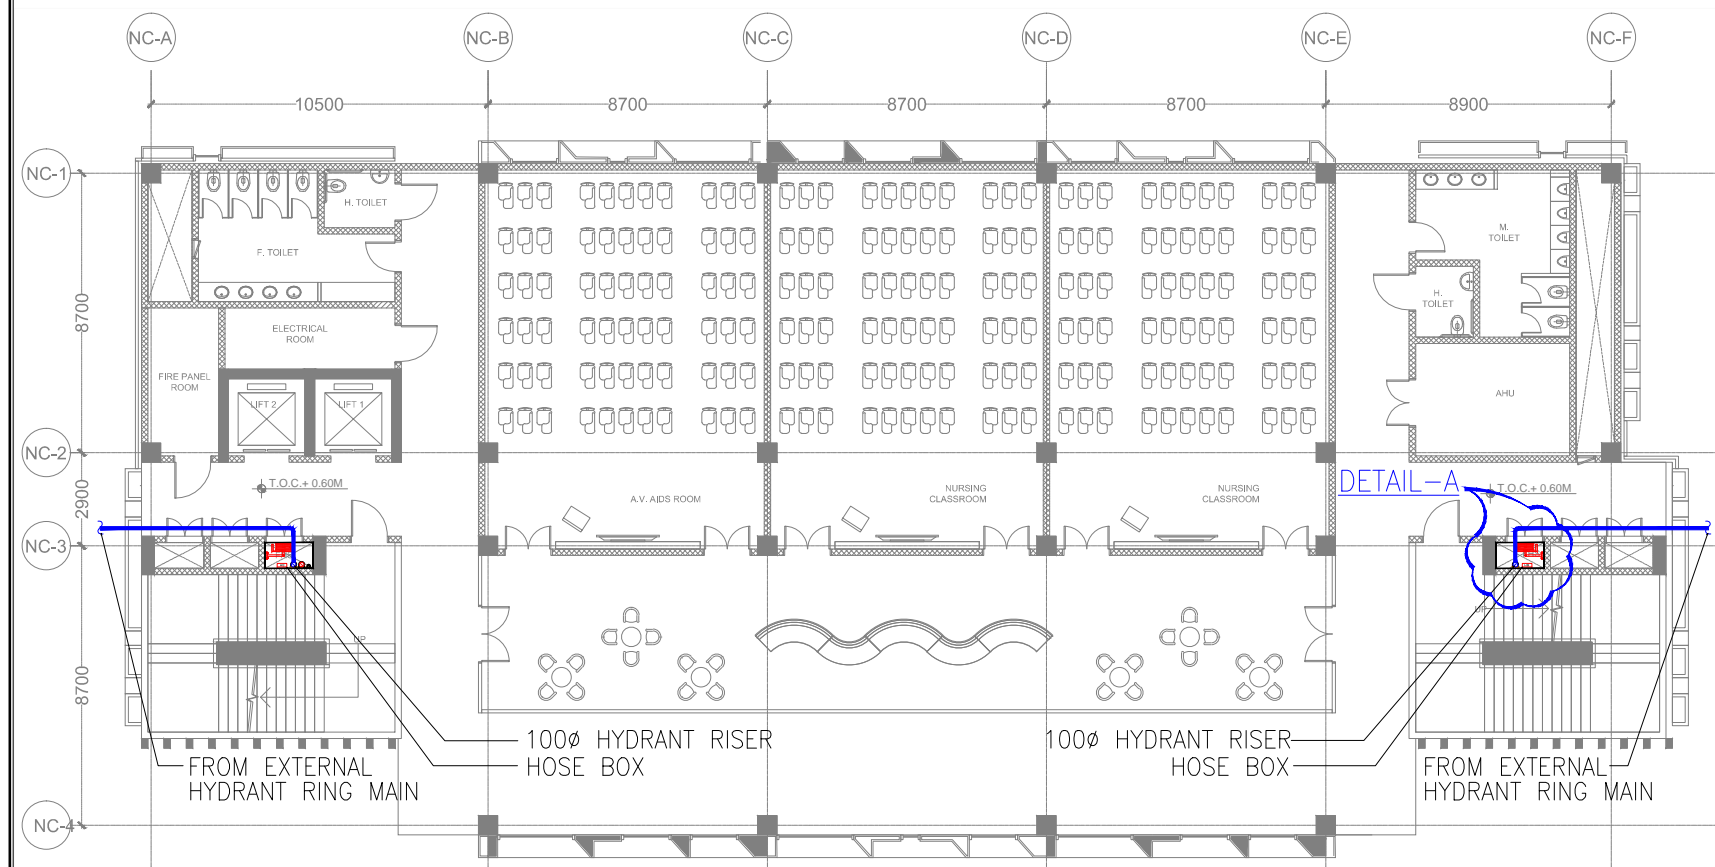 NC-A NC-B NC-C NC-D NC-E NC-F
10500 8700 8700 8700 8900
NC-1
H. TOILET
F. TOILET
M.
TOILET
H.
TOILET
8700
ELECTRICAL
ROOM
FIRE PANEL
ROOM
LIFT 2 LIFT 1
AHU
NC-2
2900
T.O.C.+ 0.60M
A.V. AIDS ROOM
NURSING
CLASSROOM
NURSING
CLASSROOM
DETAIL-A
T.O.C.+ 0.60M
NC-3
UP
UP
8700
100Ø HYDRANT RISER
HOSE BOX
FROM EXTERNAL
HYDRANT RING MAIN
100Ø HYDRANT RISER
HOSE BOX
FROM EXTERNAL
HYDRANT RING MAIN
NC-4